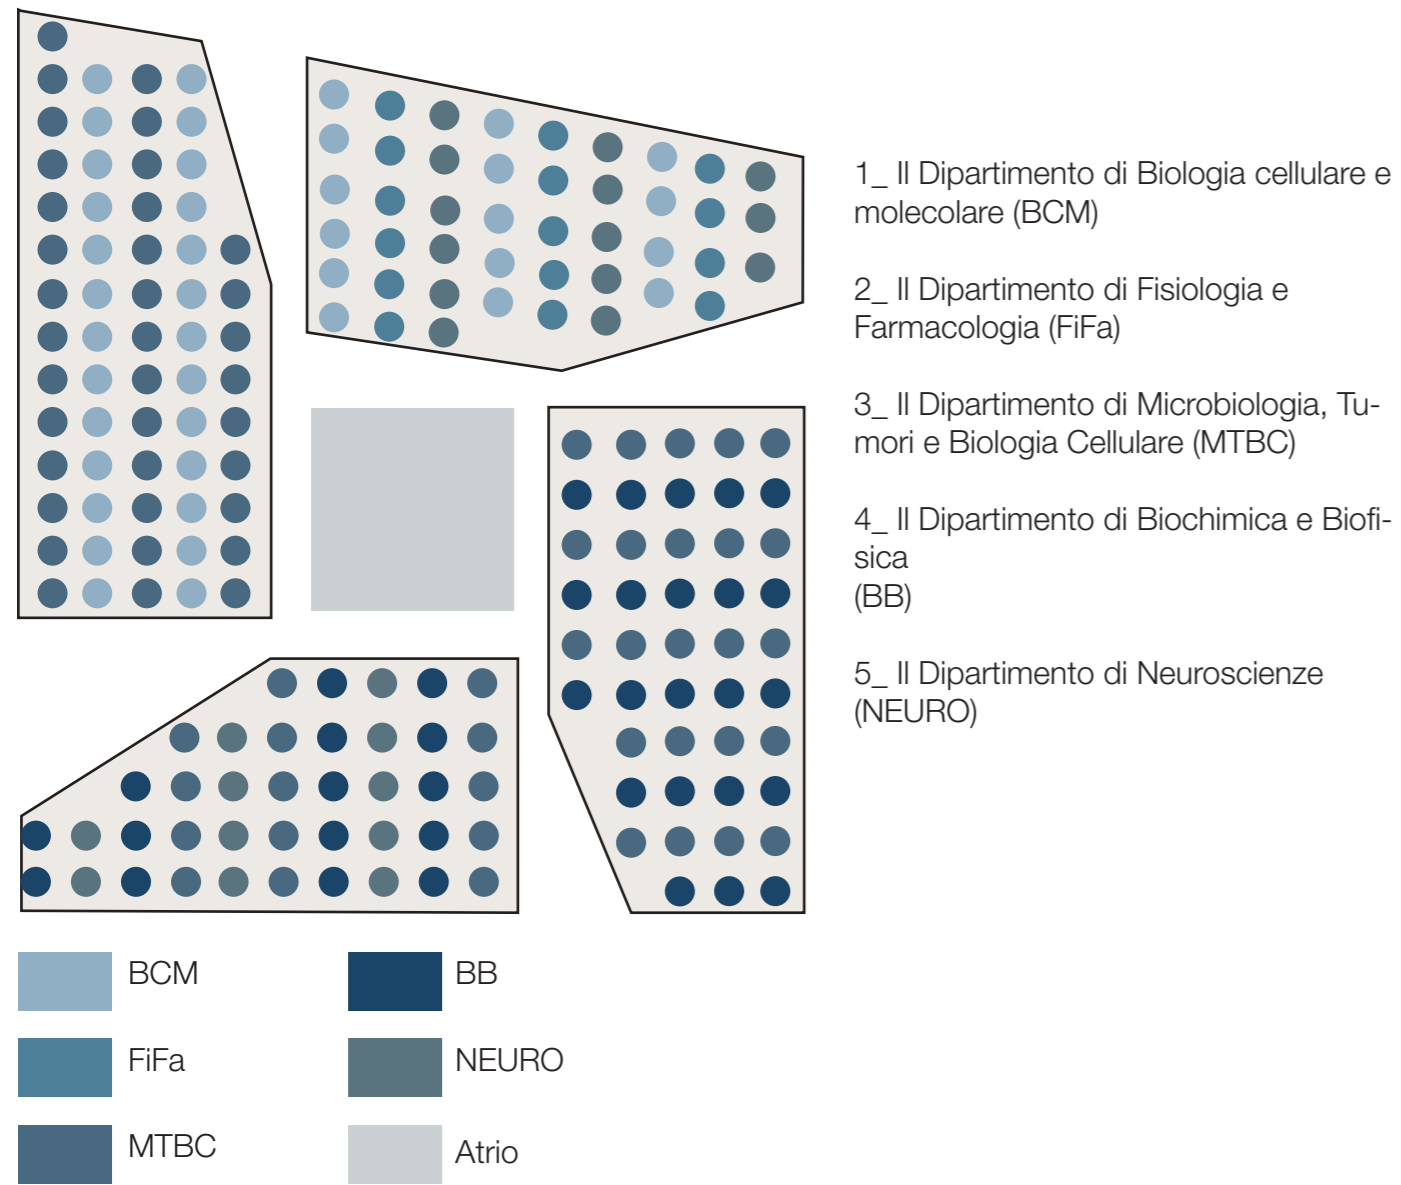 1_ Il Dipartimento di Biologia cellulare e
molecolare (BCM)
2_ Il Dipartimento di Fisiologia e
Farmacologia (FiFa)
3_ Il Dipartimento di Microbiologia, Tu-
mori e Biologia Cellulare (MTBC)
4_ Il Dipartimento di Biochimica e Biofi-
sica
(BB)
5_ Il Dipartimento di Neuroscienze
(NEURO)
BCM
BB
FiFa
NEURO
MTBC
Atrio